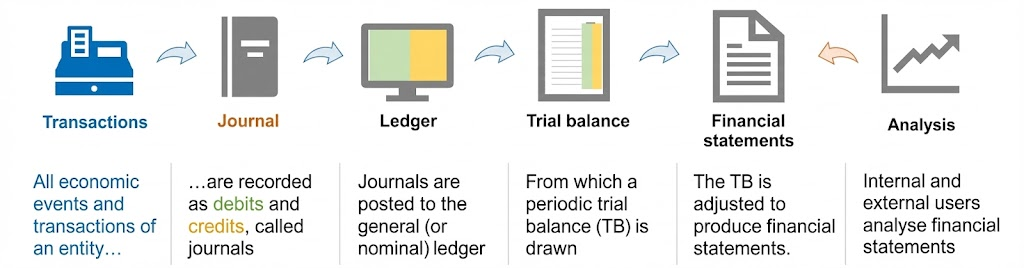 Transactions
Journal
Ledger
Trial balance
Financial
statements
Analysis
All economic
events and
transactions of
an entity…
…are recorded
as debits and
credits, called
journals
Journals are
posted to the
general (or
nominal) ledger
From which a
periodic trial
balance (TB) is
drawn
The TB is
adjusted to
produce financial
statements.
Internal and
external users
analyse financial
statements